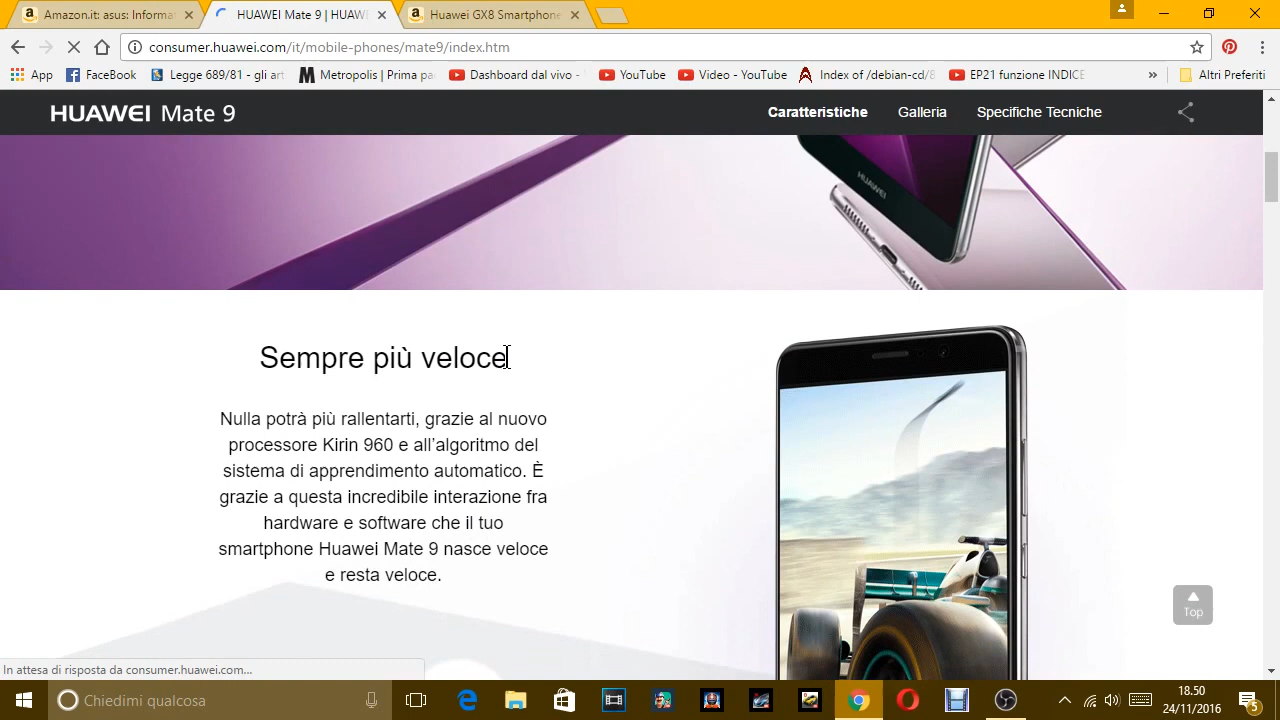 Amazon.it: asus: Informa
HUAWEI Mate 9 | HUAW
Huawei GX8 Smartphone
consumer.huawei.com/it/mobile-phones/mate9/index.htm
App
FaceBook
Legge 689/81 - gli art
Metropolis | Prima pa
Dashboard dal vivo -
YouTube
Video - YouTube
Index of /debian-cd/8
EP21 funzione INDICE
»
Altri Preferiti
HUAWEI Mate 9
Caratteristiche
Galleria
Specifiche Tecniche
HUAWEI
Sempre più veloce
Nulla potrà più rallentarti, grazie al nuovo
processore Kirin 960 e all'algoritmo del
sistema di apprendimento automatico. È
grazie a questa incredibile interazione fra
hardware e software che il tuo
smartphone Huawei Mate 9 nasce veloce
e resta veloce.
Top
In attesa di risposta da consumer.huawei.com...
Chiedimi qualcosa
18.50
24/11/2016
5